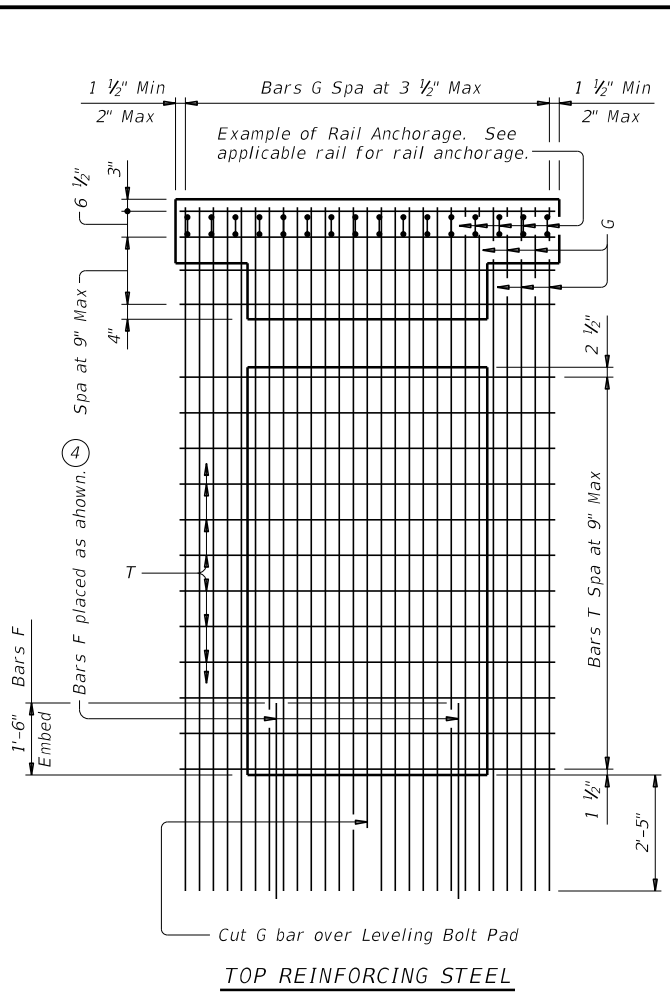 1 ½" Min
2" Max
Bars G Spa at 3 ½" Max
1 ½" Min
2" Max
Example of Rail Anchorage. See
applicable rail for rail anchorage.
3"
6 ½"
G
Spa at 9" Max
4"
2 ½"
4
Bars F placed as ahown.
T
Bars T Spa at 9" Max
Bars F
1'-6"
Embed
1 ½"
2'-5"
Cut G bar over Leveling Bolt Pad
TOP REINFORCING STEEL